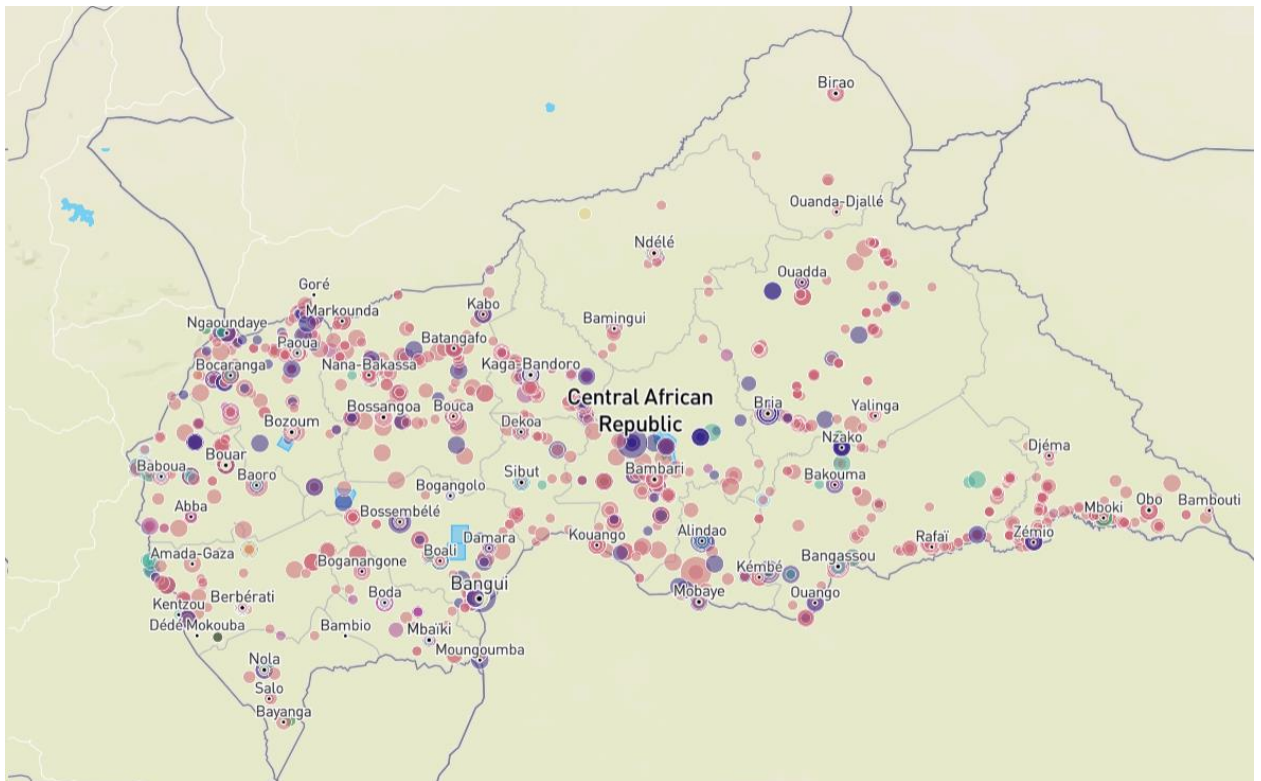 Birao
Ouanda-Djallé
Ndélé
Ouadda
Goré
Markounda
Kabo
Ngaoundaye
Bamingui
Paoua
Batangafo
Bocaranga
Nana-Bakassa
Kaga-Bandoro
Central African
Republic
Bossangoa
Bouca
Bria
Yalinga
Bozoum
Dekoa
Nzako
Djéma
Bouar
Baboua
Baoro
Sibut
Bambari
Bakouma
Bogangolo
Abba
Bossembélé
Mboki
Obo
Bambouti
Kouango
Alindao
Rafaï
Zémio
Damara
Boali
Amada-Gaza
Boganangone
Kémbé
Bangassou
Bangui
Mobaye
Ouango
Boda
Berbérati
Kentzou
Dédé Mokouba
Bambio
Mbaïki
Moungoumba
Nola
Salo
Bayanga